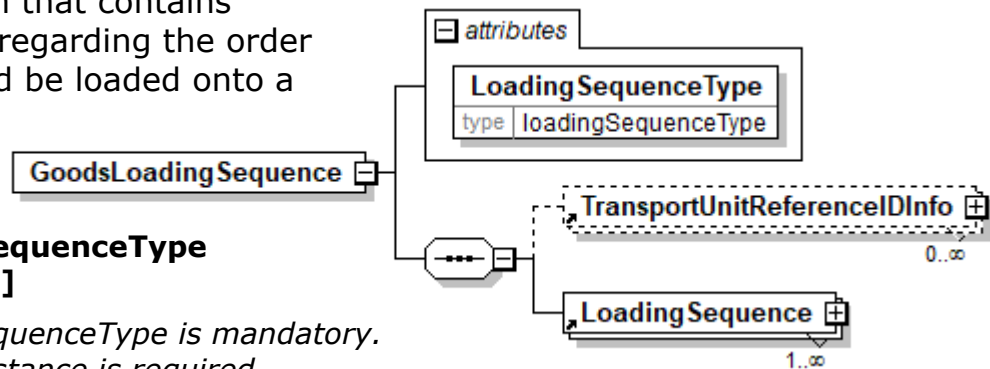 that contains
regarding the order
be loaded onto a
attributes
LoadingSequenceType
type loadingSequenceType
GoodsLoadingSequence
TransportUnitReferenceIDInfo
0..∞
equenceType
]
quenceType is mandatory.
stance is required
LoadingSequence
1..∞